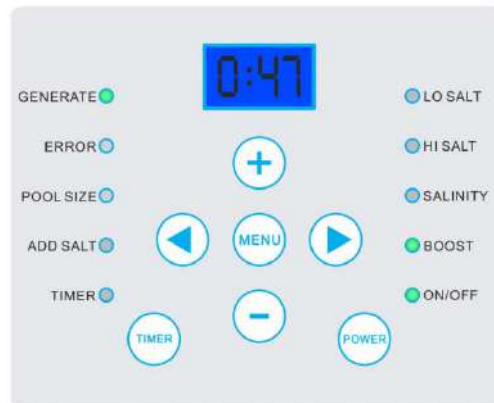 0:47
GENERATE
LO SALT
ERROR
HI SALT
+
POOL SIZE
SALINITY
ADD SALT
MENU
BOOST
TIMER
−
ON/OFF
TIMER
POWER